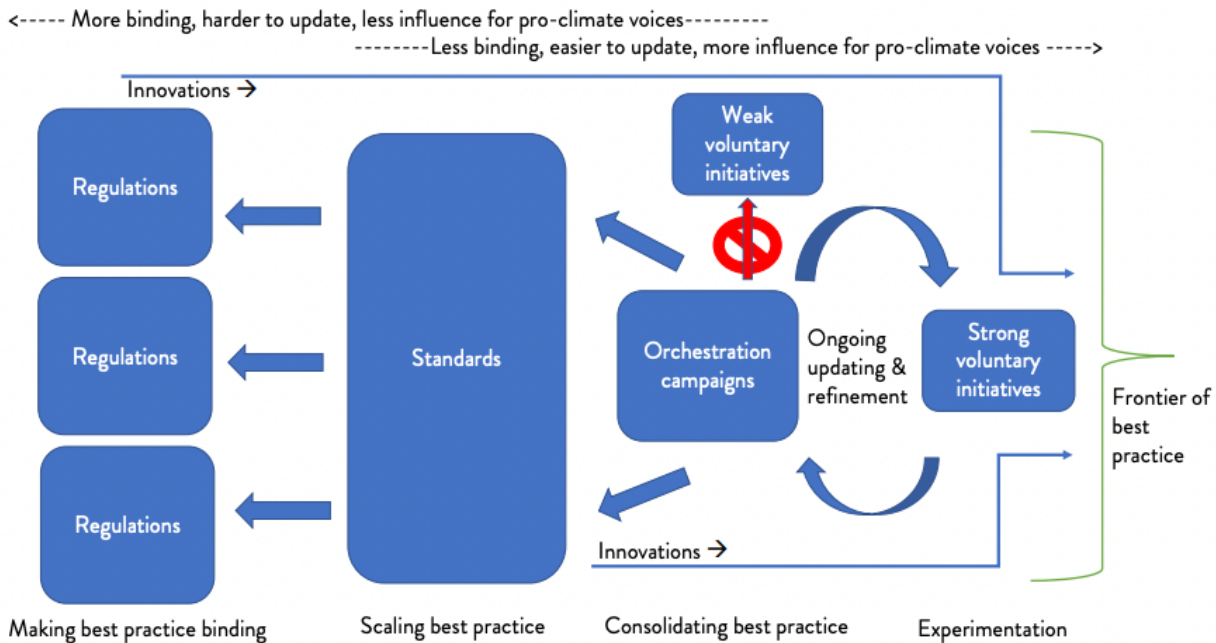 <----- More binding, harder to update, less influence for pro-climate voices---------
--------Less binding, easier to update, more influence for pro-climate voices ----->
Innovations →
Regulations
Regulations
Regulations
Standards
Weak
voluntary
initiatives
Orchestration
campaigns
Ongoing
updating &
refinement
Strong
voluntary
initiatives
Frontier of
best
practice
Innovations →
Making best practice binding
Scaling best practice
Consolidating best practice
Experimentation